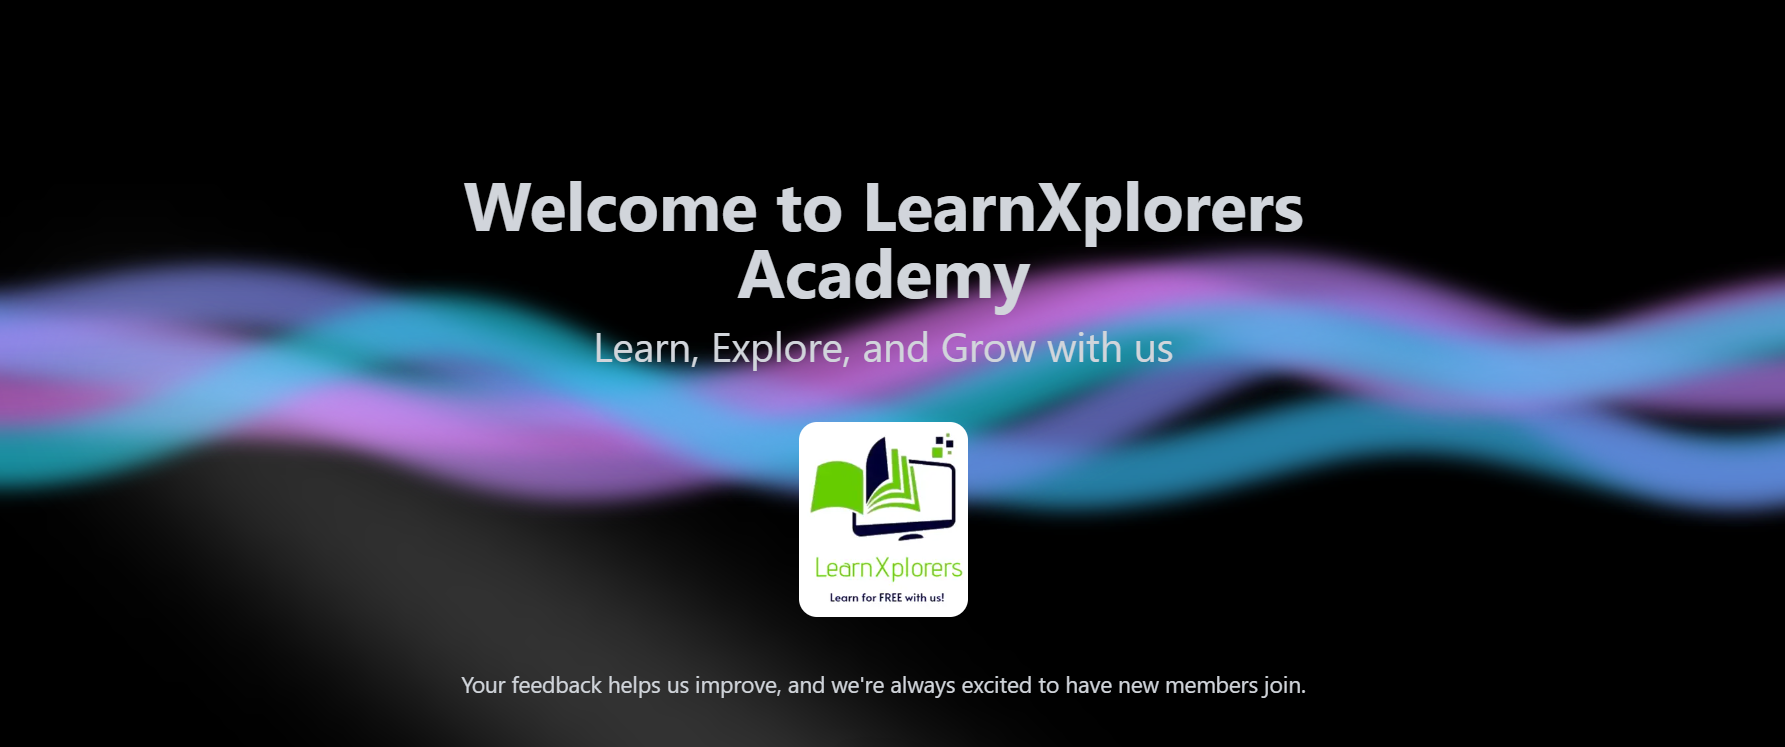 Welcome to LearnXplorers
Academy
Learn, Explore, and Grow with us
LearnXplorers
Learn for FREE with us!
Your feedback helps us improve, and we're always excited to have new members join.